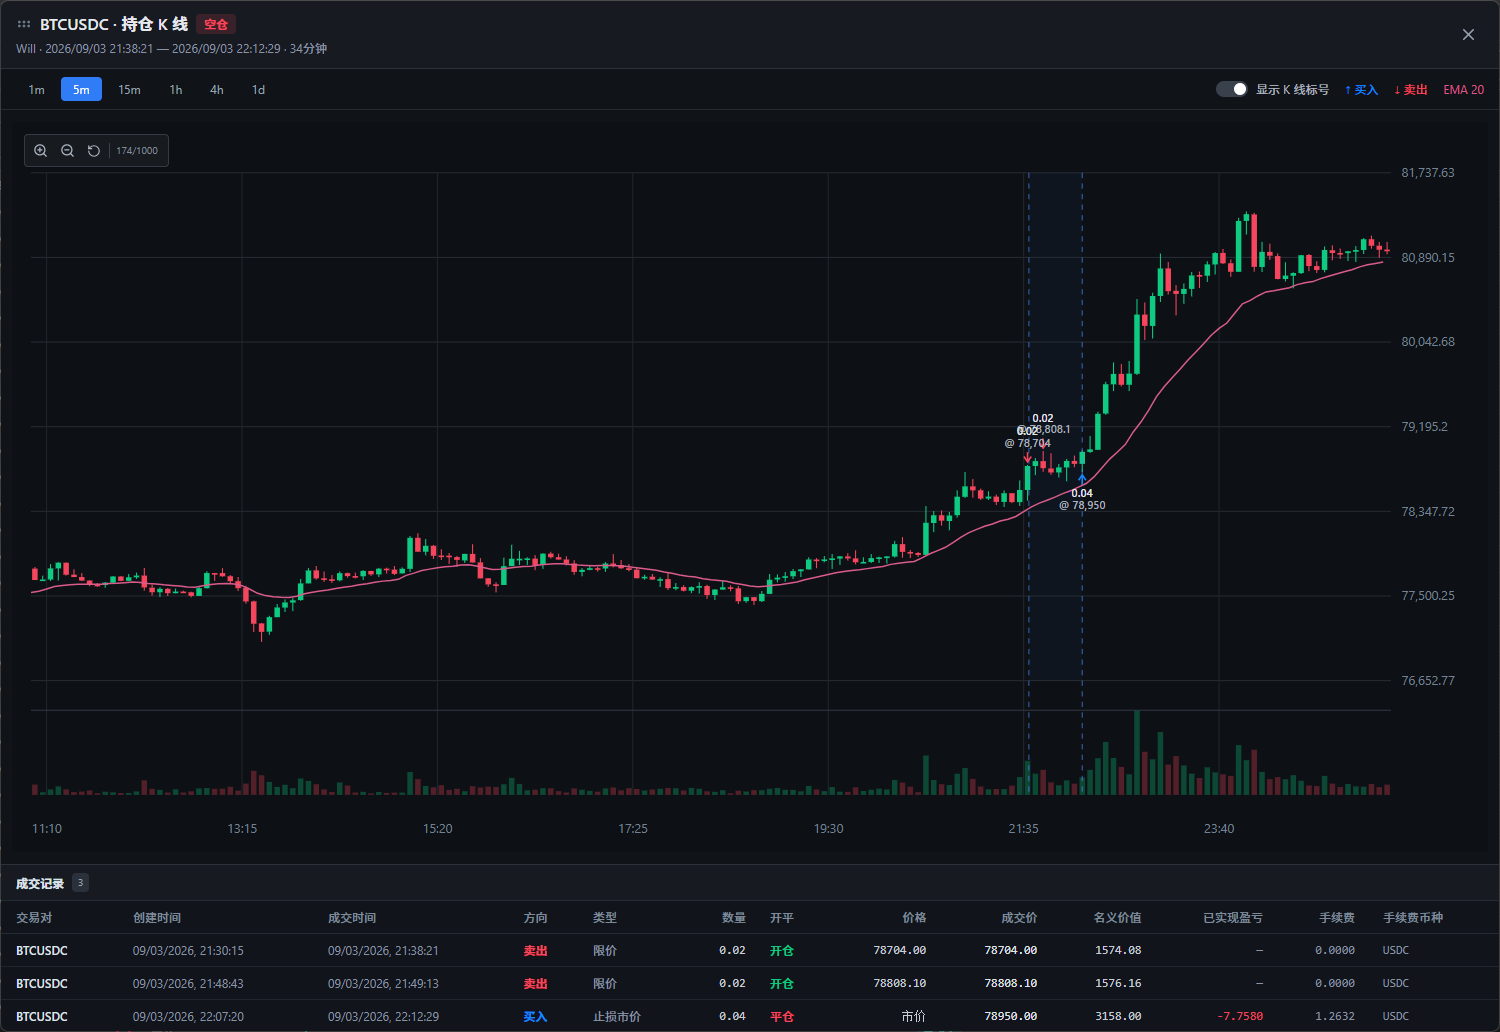 BTCUSDC · 持仓 K 线 空仓
Will · 2026/09/03 21:38:21 — 2026/09/03 22:12:29 · 34分钟
1m 5m 15m 1h 4h 1d
显示 K 线标号 ↑ 买入 ↓ 卖出 EMA 20
174/1000
81,737.63
80,890.15
80,042.68
79,195.2
78,347.72
77,500.25
76,652.77
0.02
@ 78,808.1
0.02
@ 78,704
0.04
@ 78,950
11:10 13:15 15:20 17:25 19:30 21:35 23:40
成交记录 3
交易对 创建时间 成交时间 方向 类型 数量 开平 价格 成交价 名义价值 已实现盈亏 手续费 手续费币种
BTCUSDC 09/03/2026, 21:30:15 09/03/2026, 21:38:21 卖出 限价 0.02 开仓 78704.00 78704.00 1574.08 — 0.0000 USDC
BTCUSDC 09/03/2026, 21:48:43 09/03/2026, 21:49:13 卖出 限价 0.02 开仓 78808.10 78808.10 1576.16 — 0.0000 USDC
BTCUSDC 09/03/2026, 22:07:20 09/03/2026, 22:12:29 买入 止损市价 0.04 平仓 市价 78950.00 3158.00 -7.7580 1.2632 USDC